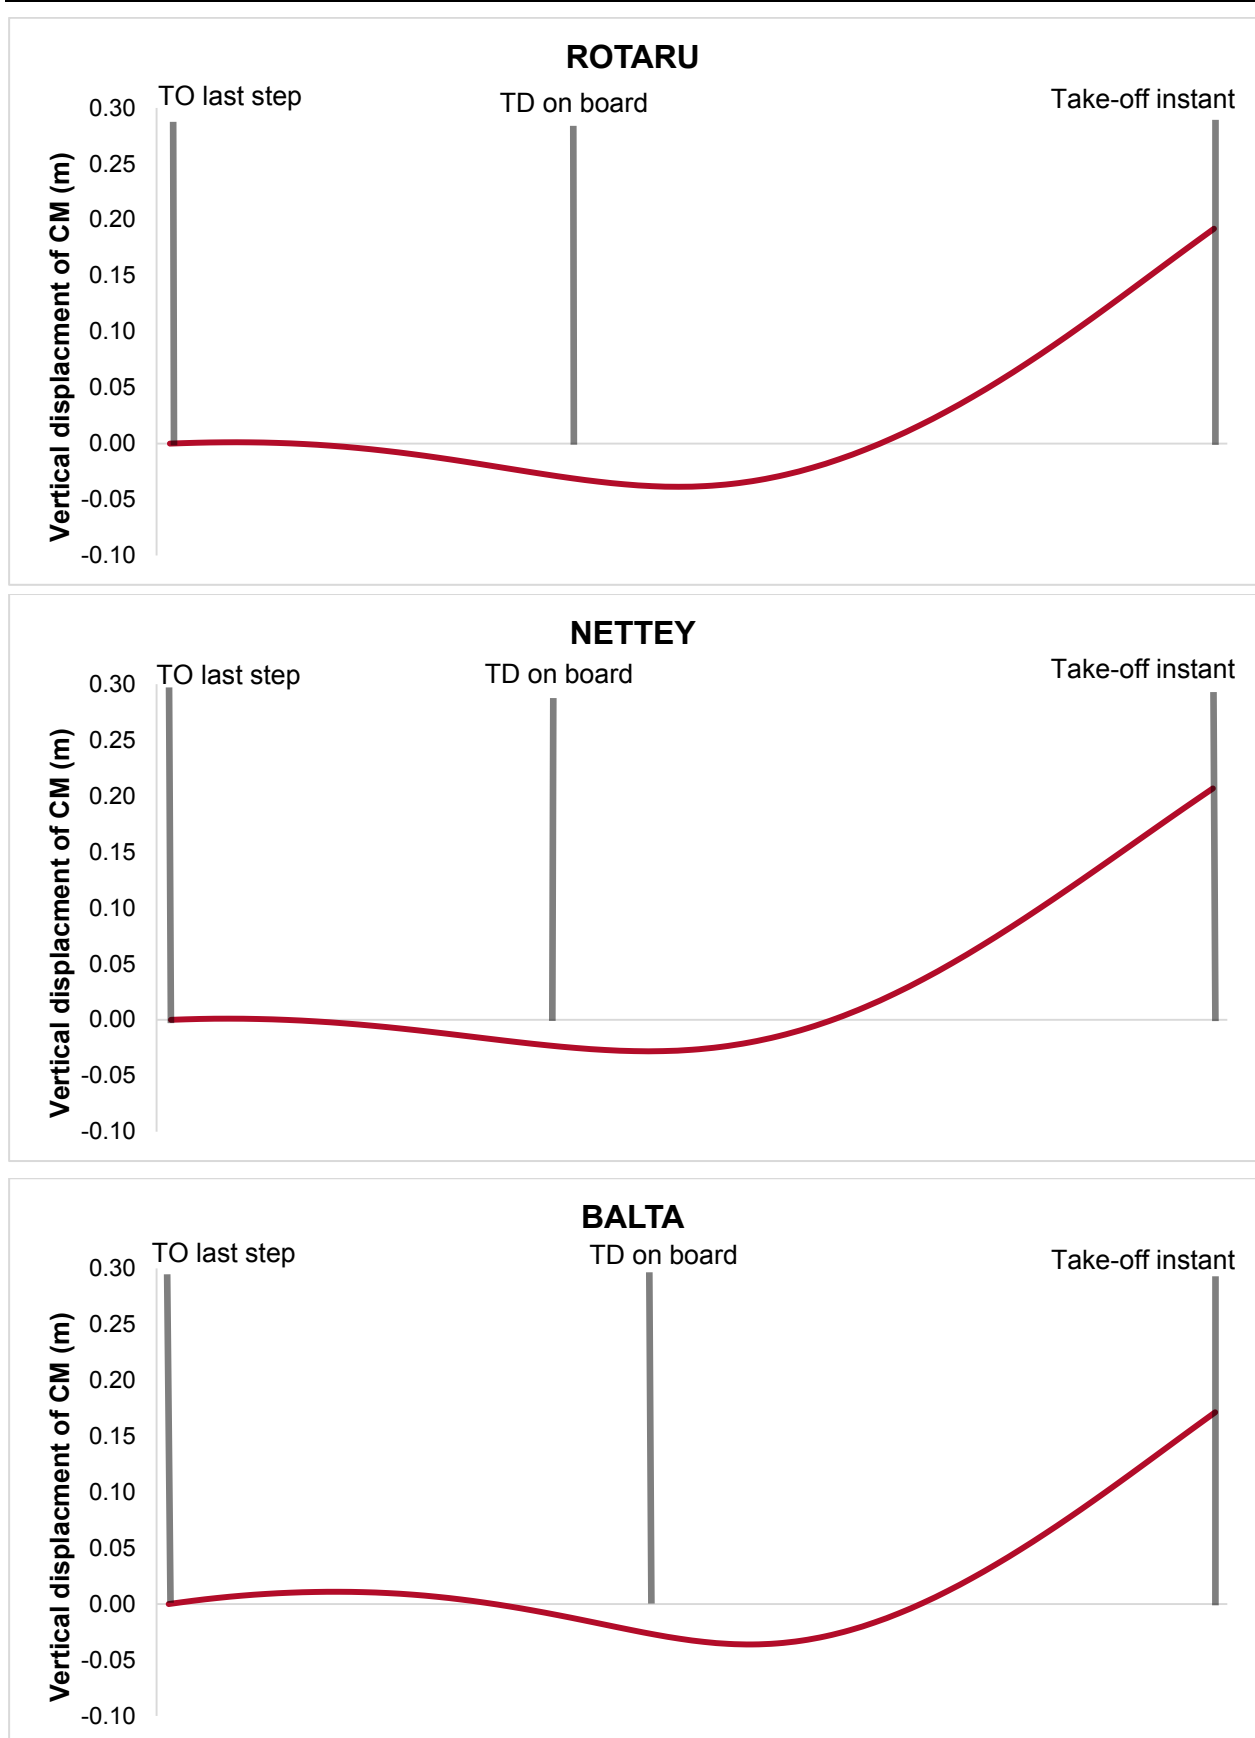 ROTARU
TO last step
TD on board
Take-off instant
Vertical displacment of CM (m)
0.30
0.25
0.20
0.15
0.10
0.05
0.00
-0.05
-0.10
NETTEY
TO last step
TD on board
Take-off instant
Vertical displacment of CM (m)
0.30
0.25
0.20
0.15
0.10
0.05
0.00
-0.05
-0.10
BALTA
TO last step
TD on board
Take-off instant
Vertical displacment of CM (m)
0.30
0.25
0.20
0.15
0.10
0.05
0.00
-0.05
-0.10